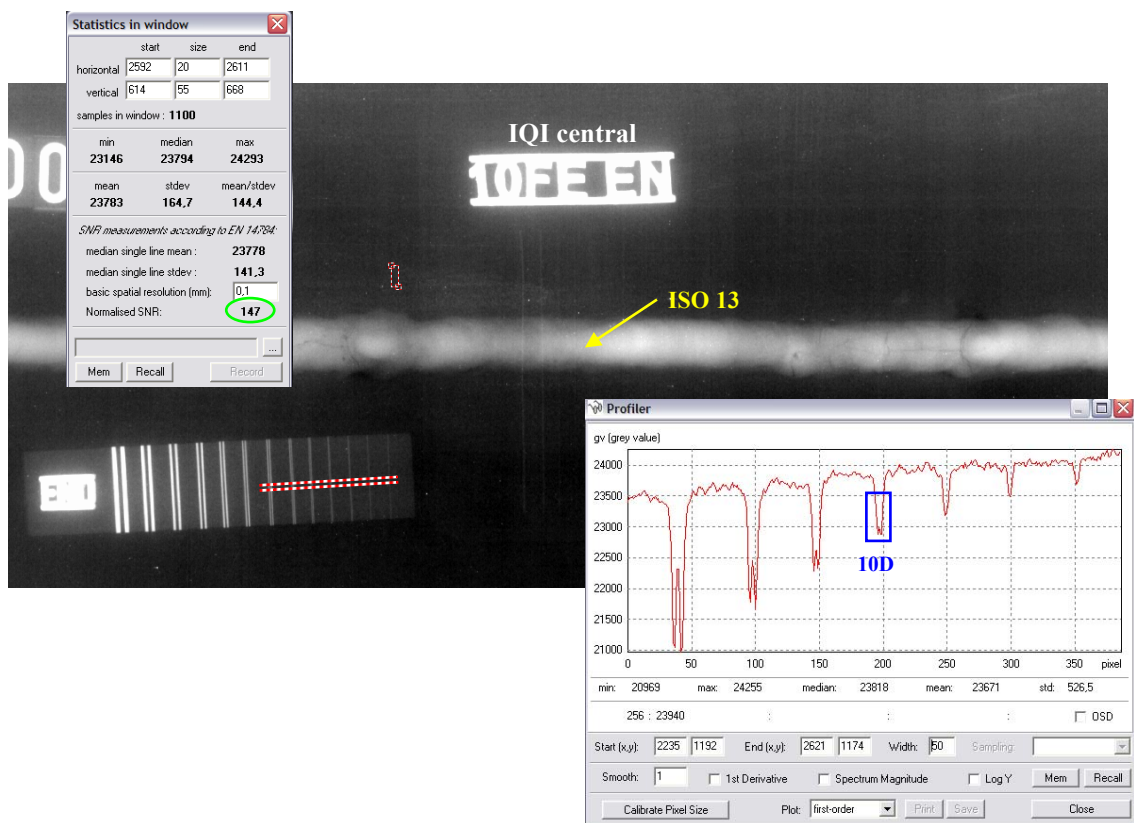 Statistics in window
start size end
horizontal 2592 20 2611
vertical 614 55 668
samples in window : 1100
min median max
23146 23794 24293
mean stdev mean/stdev
23783 164,7 144,4
SNR measurements according to EN 14784:
median single line mean : 23778
median single line stdev : 141,3
basic spatial resolution (mm): 0,1
Normalised SNR: 147
...
Mem Recall Record
IQI central
10FE EN
1
ISO 13
Profiler
gv (grey value)
24000
23500
23000
22500
22000
21500
21000
10D
0 50 100 150 200 250 300 350 pixel
min: 20969 max: 24255 median: 23818 mean: 23671 std: 526,5
256 : 23940 : : : OSD
Start (x,y): 2235 1192 End (x,y): 2621 1174 Width: 50 Sampling:
Smooth: 1 1st Derivative Spectrum Magnitude Log Y Mem Recall
Calibrate Pixel Size Plot: first-order Print Save Close